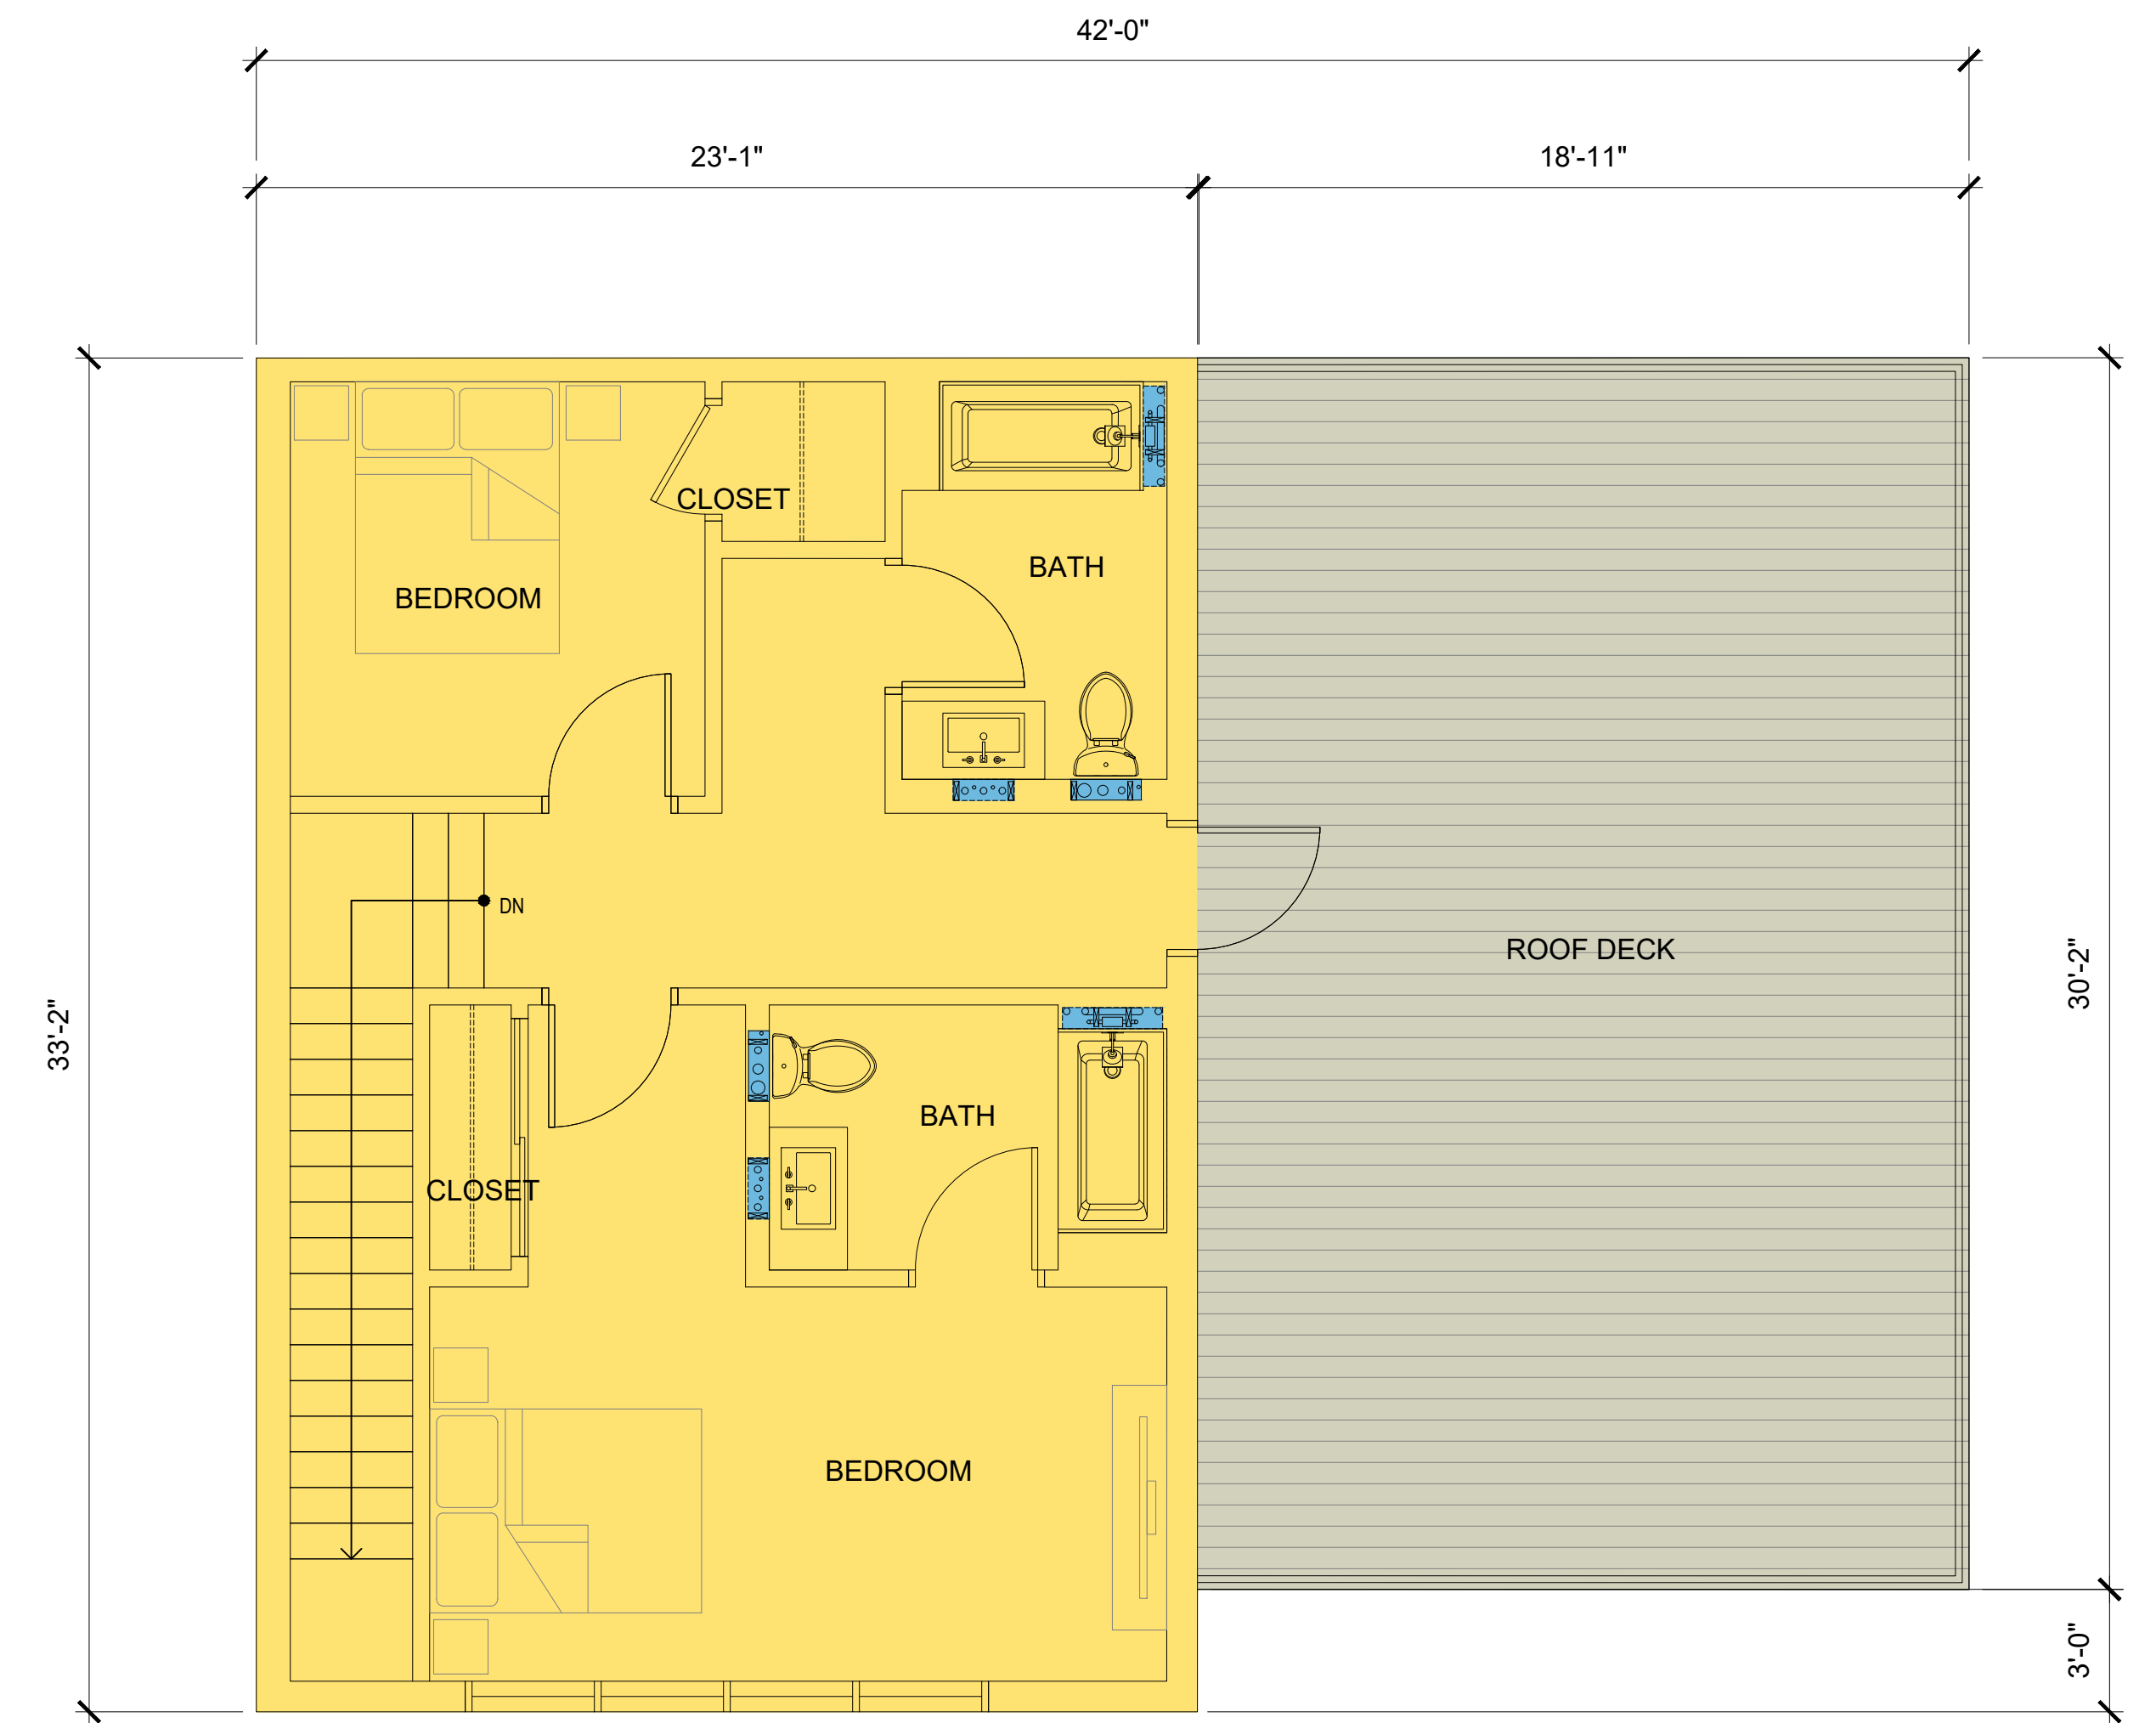 42'-0"
23'-1"
18'-11"
CLOSET
BATH
BEDROOM
DN
ROOF DECK
30'-2"
33'-2"
BATH
CLOSET
BEDROOM
3'-0"